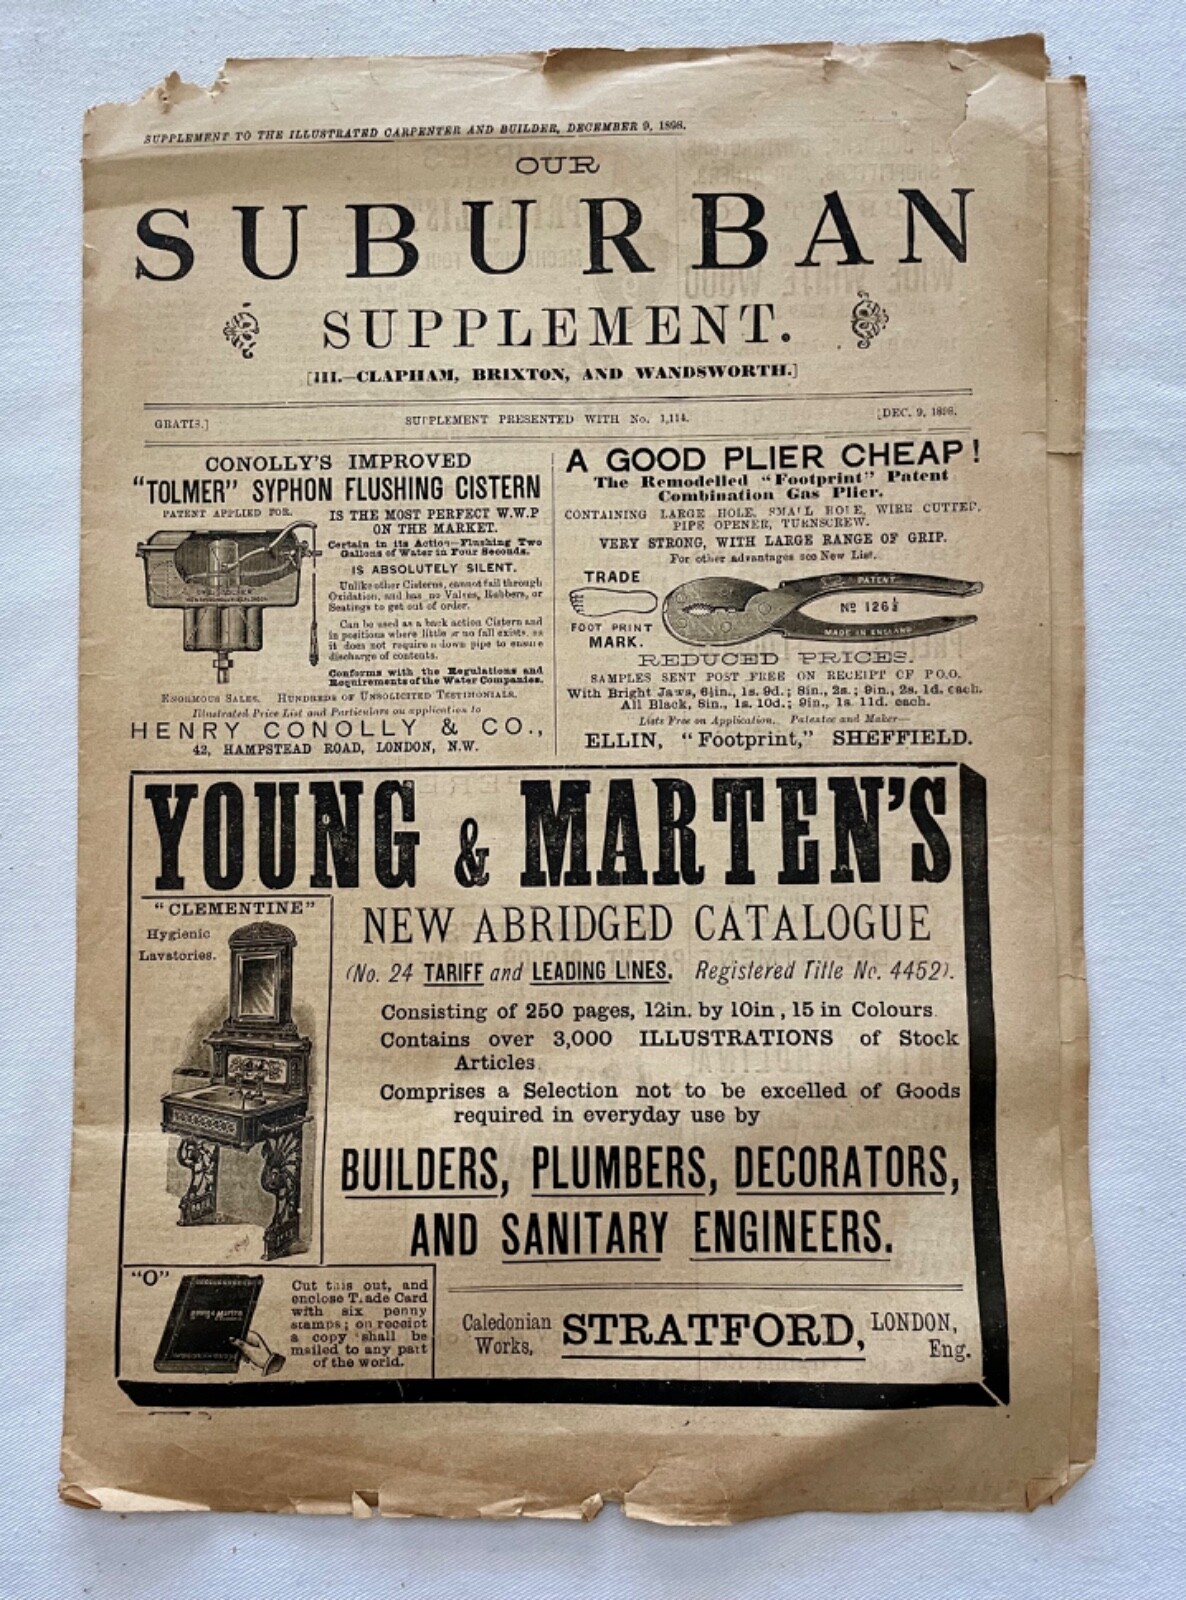 SUPPLEMENT TO THE ILLUSTRATED CARPENTER AND BUILDER, DECEMBER 9, 1898.
OUR
SUBURBAN
SUPPLEMENT.
[III.—CLAPHAM, BRIXTON, AND WANDSWORTH.]
GRATIS.] SUPPLEMENT PRESENTED WITH No. 1,114. [DEC. 9, 1898.
CONOLLY'S IMPROVED
"TOLMER" SYPHON FLUSHING CISTERN
PATENT APPLIED FOR.
IS THE MOST PERFECT W.W.P
ON THE MARKET.
Certain in its Action—Flushing Two
Gallons of Water in Four Seconds.
IS ABSOLUTELY SILENT.
Unlike other Cisterns, cannot fail through
Oxidation, and has no Valves, Rubbers, or
Seatings to get out of order.
Can be used as a back action Cistern and
in positions where little or no fall exists, as
it does not require a down pipe to ensure
discharge of contents.
Conforms with the Regulations and
Requirements of the Water Companies.
ENORMOUS SALES. HUNDREDS OF UNSOLICITED TESTIMONIALS.
Illustrated Price List and Particulars on application to
HENRY CONOLLY & CO.,
42, HAMPSTEAD ROAD, LONDON, N.W.
A GOOD PLIER CHEAP!
The Remodelled "Footprint" Patent
Combination Gas Plier.
CONTAINING LARGE HOLE, SMALL HOLE, WIRE CUTTER,
PIPE OPENER, TURNSCREW.
VERY STRONG, WITH LARGE RANGE OF GRIP.
For other advantages see New List.
TRADE
FOOT PRINT
MARK.
PATENT
No 126½
MADE IN ENGLAND
REDUCED PRICES.
SAMPLES SENT POST FREE ON RECEIPT OF P.O.O.
With Bright Jaws, 6½in., 1s. 9d.; 8in., 2s.; 9in., 2s. 1d. each.
All Black, 8in., 1s. 10d.; 9in., 1s. 11d. each.
Lists Free on Application. Patentee and Maker—
ELLIN, "Footprint," SHEFFIELD.
YOUNG & MARTEN'S
"CLEMENTINE"
Hygienic
Lavatories.
NEW ABRIDGED CATALOGUE
(No. 24 TARIFF and LEADING LINES. Registered Title No. 4452).
Consisting of 250 pages, 12in. by 10in, 15 in Colours.
Contains over 3,000 ILLUSTRATIONS of Stock
Articles.
Comprises a Selection not to be excelled of Goods
required in everyday use by
BUILDERS, PLUMBERS, DECORATORS,
AND SANITARY ENGINEERS.
"O"
Cut this out, and
enclose Trade Card
with six penny
stamps; on receipt
a copy shall be
mailed to any part
of the world.
Caledonian
Works,
STRATFORD,
LONDON,
Eng.